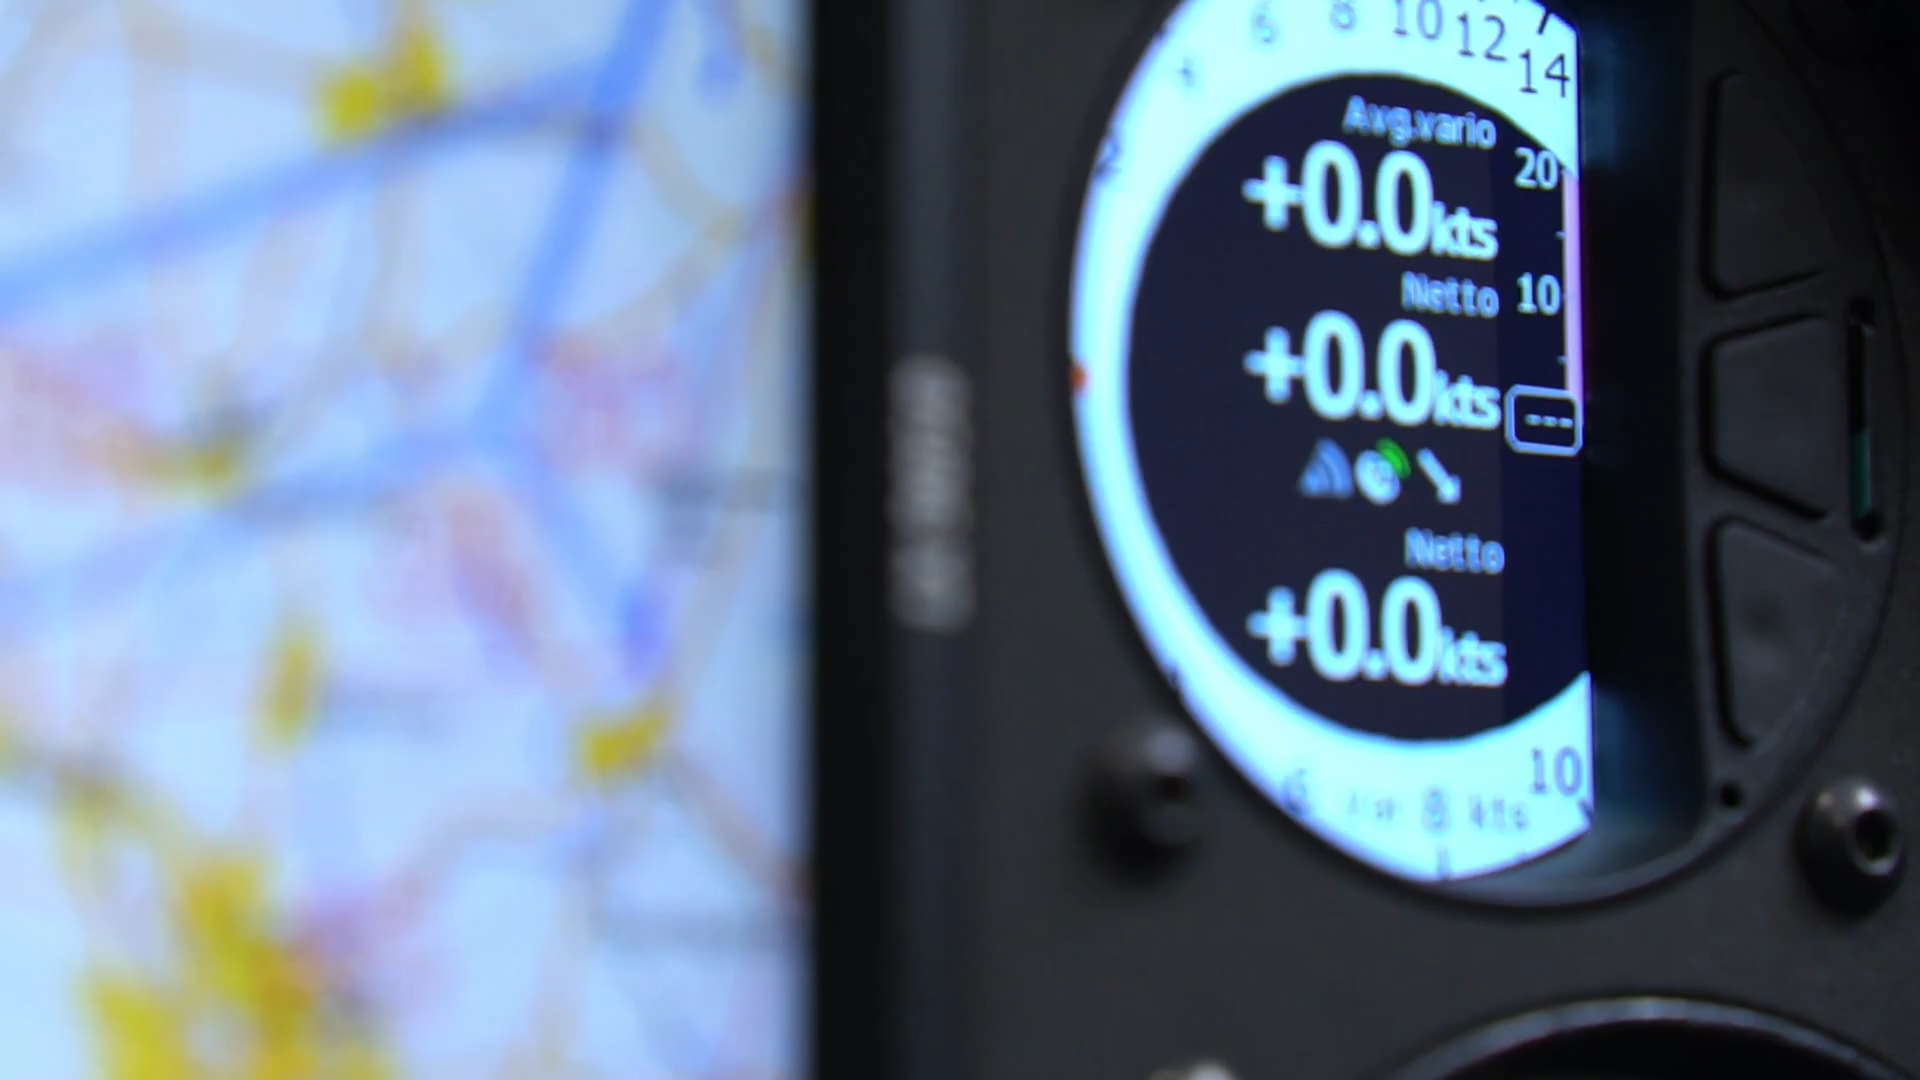 6 8 10 12 14
Avg.vario
20
+0.0kts
Netto
10
+0.0kts
---
Netto
+0.0kts
10
6 8 kts